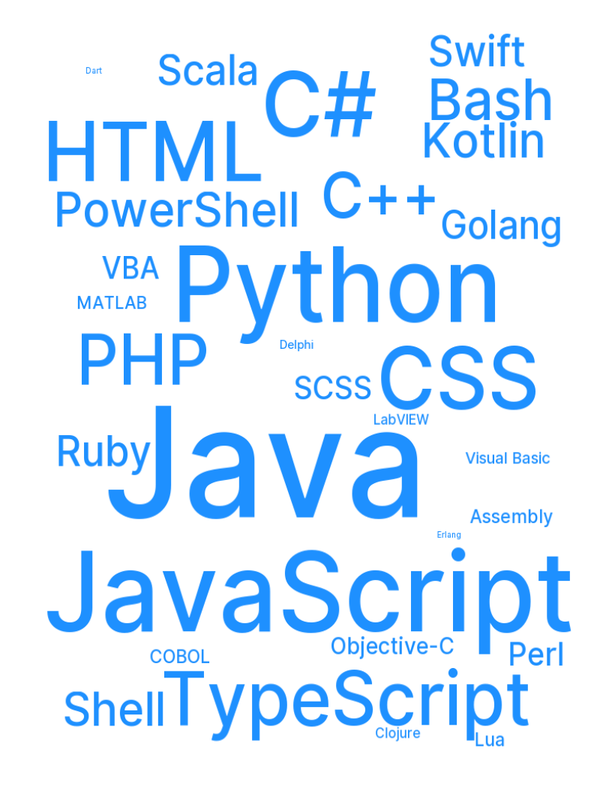 Swift
Dart
Scala
C#
Bash
HTML
Kotlin
PowerShell
C++
Golang
VBA
Python
MATLAB
PHP
Delphi
CSS
SCSS
LabVIEW
Ruby
Java
Visual Basic
Assembly
Erlang
JavaScript
Objective-C
Perl
COBOL
Shell
TypeScript
Clojure
Lua